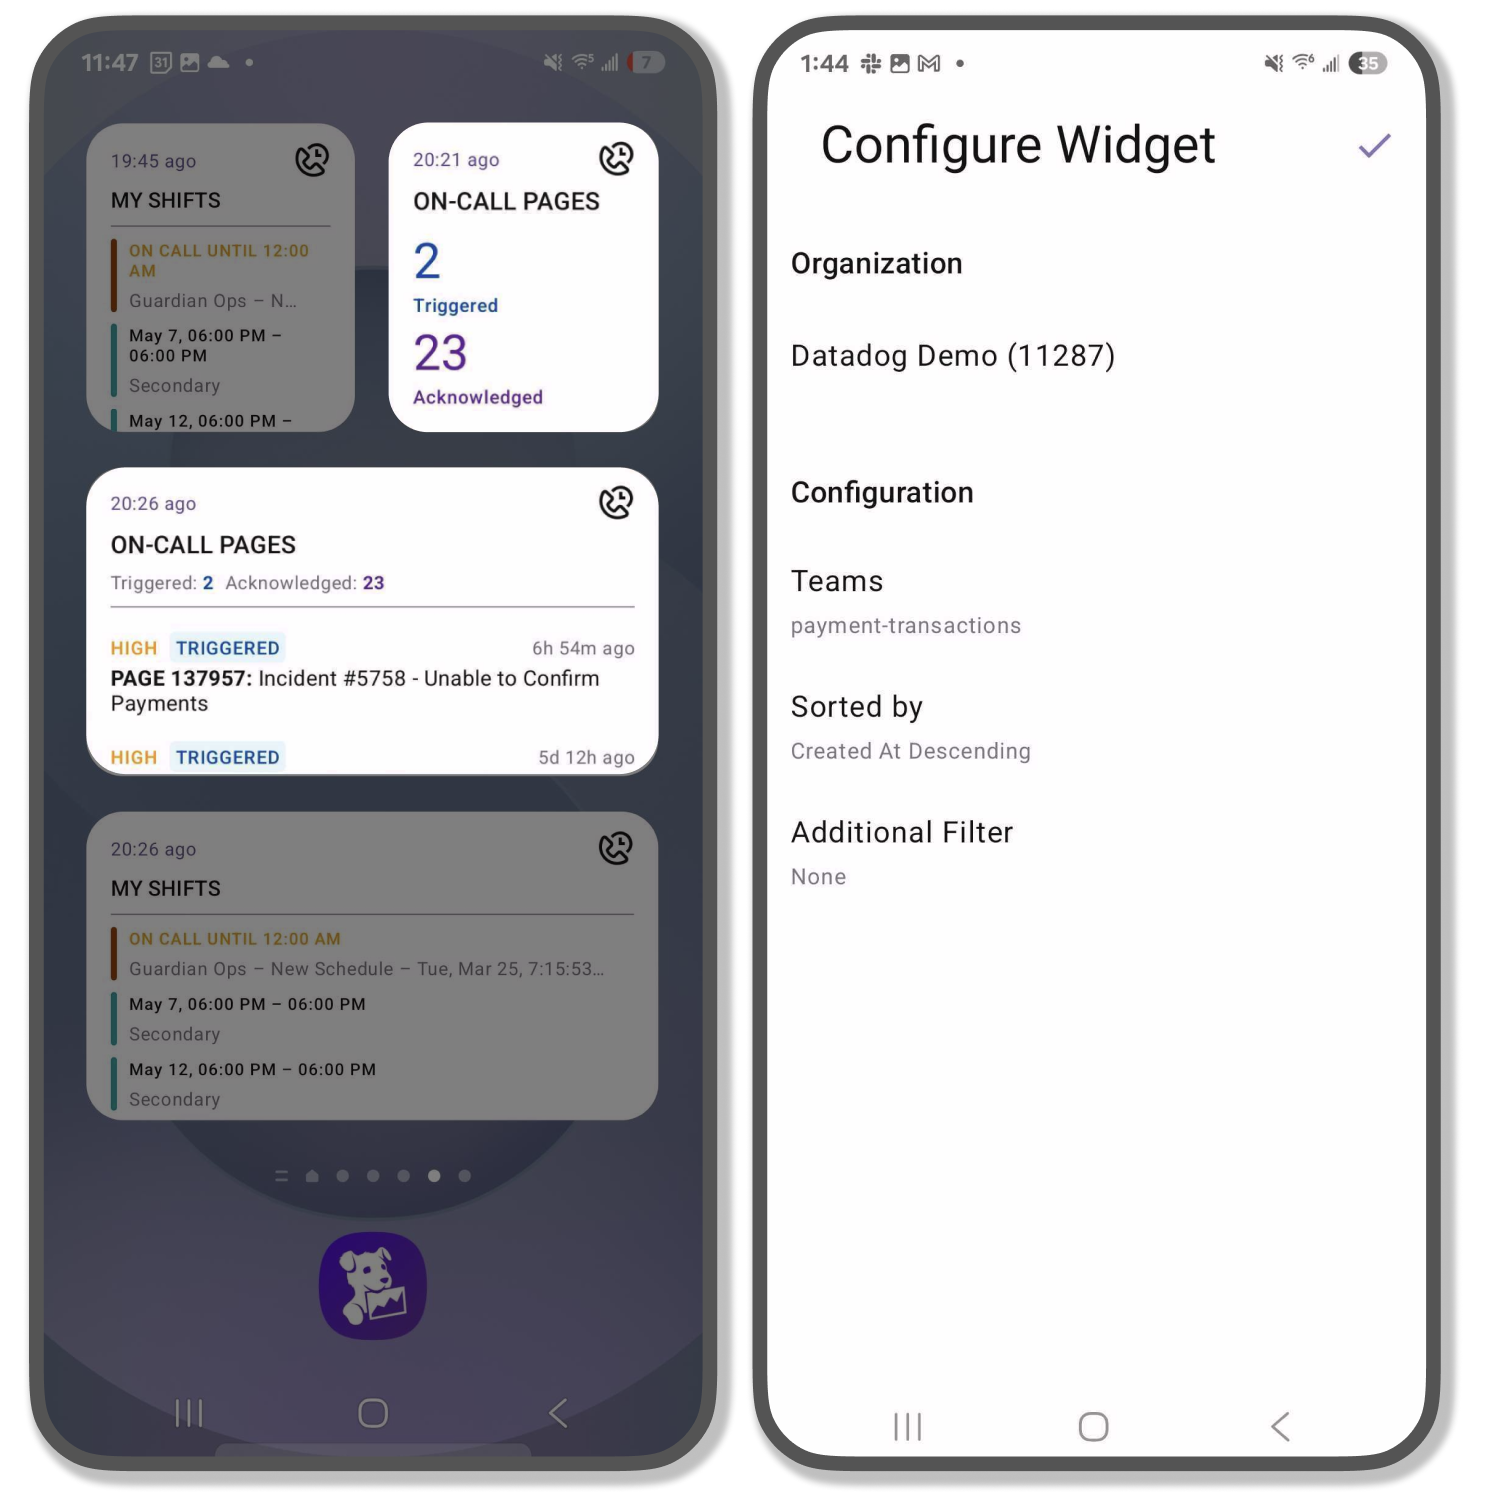 11:47
31
7
19:45 ago
MY SHIFTS
ON CALL UNTIL 12:00
AM
Guardian Ops – N...
May 7, 06:00 PM –
06:00 PM
Secondary
May 12, 06:00 PM –
20:21 ago
ON-CALL PAGES
2
Triggered
23
Acknowledged
20:26 ago
ON-CALL PAGES
Triggered: 2 Acknowledged: 23
HIGH TRIGGERED 6h 54m ago
PAGE 137957: Incident #5758 - Unable to Confirm
Payments
HIGH TRIGGERED 5d 12h ago
20:26 ago
MY SHIFTS
ON CALL UNTIL 12:00 AM
Guardian Ops – New Schedule – Tue, Mar 25, 7:15:53...
May 7, 06:00 PM – 06:00 PM
Secondary
May 12, 06:00 PM – 06:00 PM
Secondary
1:44
6
35
Configure Widget
Organization
Datadog Demo (11287)
Configuration
Teams
payment-transactions
Sorted by
Created At Descending
Additional Filter
None